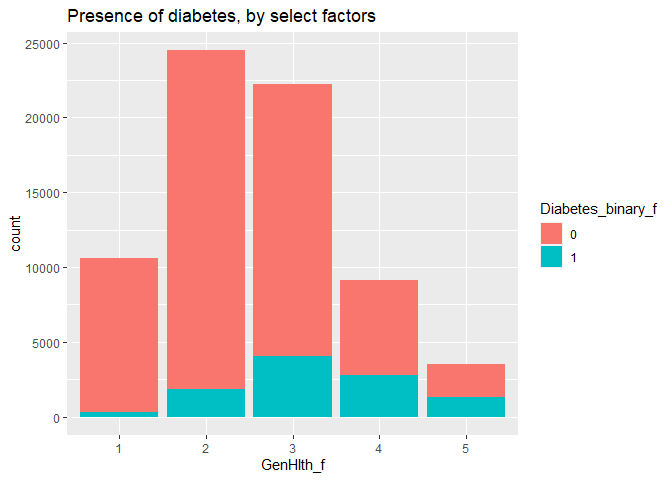 Presence of diabetes, by select factors
25000
20000
15000
10000
5000
0
count
1 2 3 4 5
GenHlth_f
Diabetes_binary_f
0
1